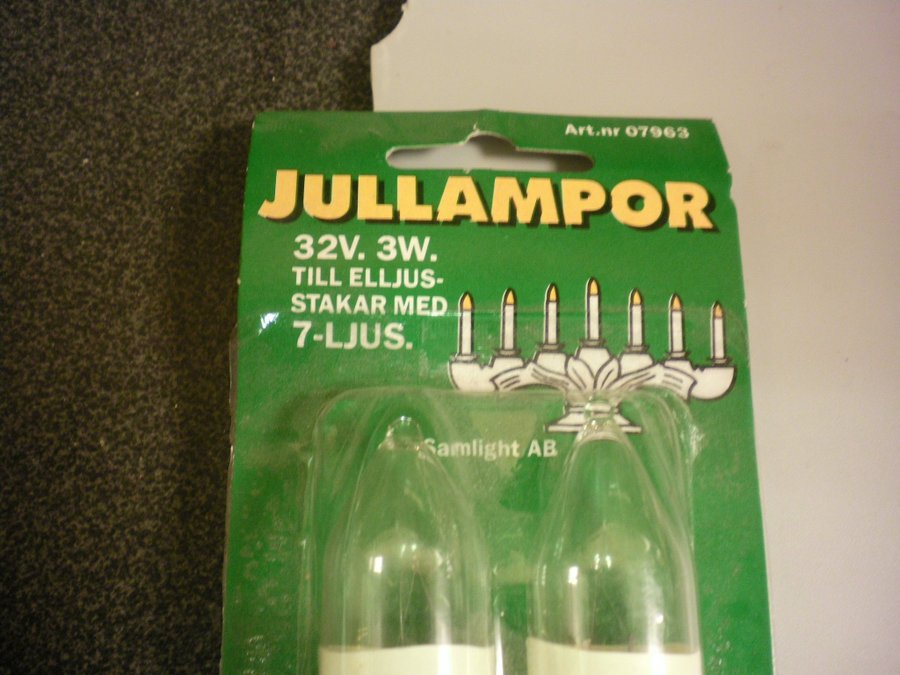 Art.nr 07963
JULLAMPOR
32V. 3W.
TILL ELLJUS-
STAKAR MED
7-LJUS.
Samlight AB